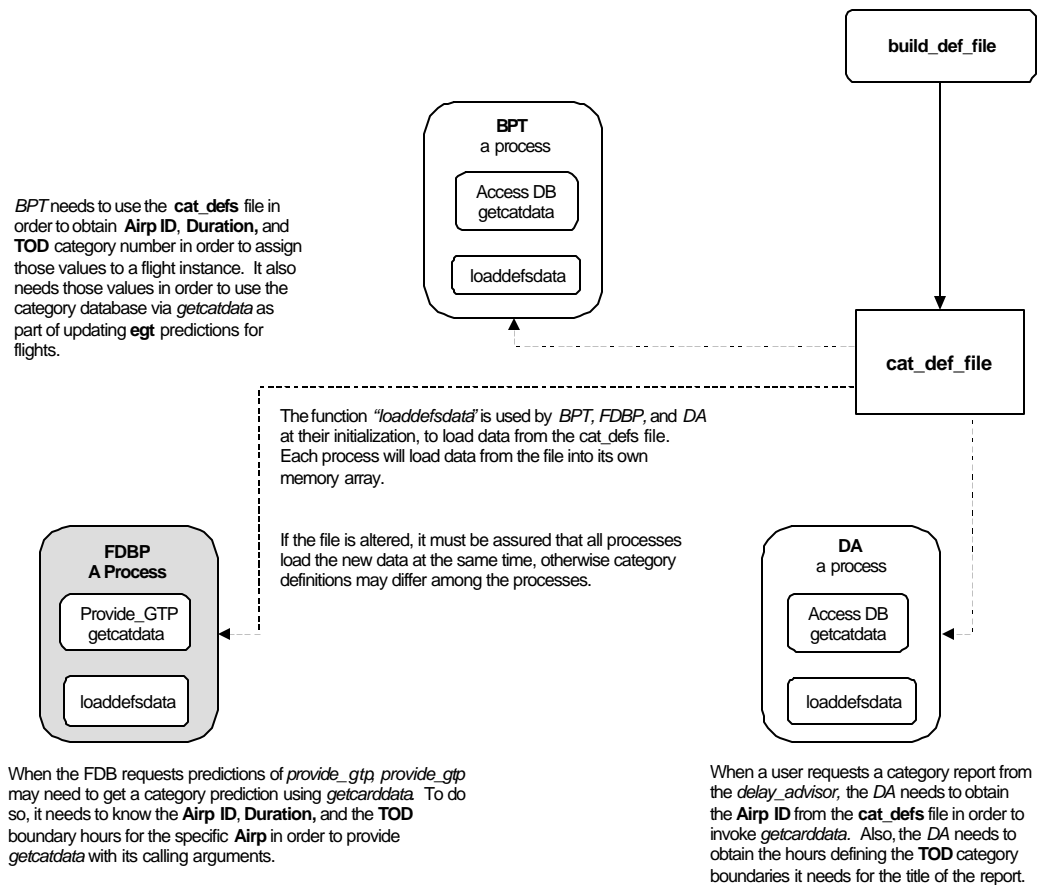 build_def_file
BPT
a process
Access DB
getcatdata
loaddefsdata
BPT needs to use the cat_defs file in
order to obtain Airp ID, Duration, and
TOD category number in order to assign
those values to a flight instance. It also
needs those values in order to use the
category database via getcatdata as
part of updating egt predictions for
flights.
cat_def_file
The function "loaddefsdata" is used by BPT, FDBP, and DA
at their initialization, to load data from the cat_defs file.
Each process will load data from the file into its own
memory array.
If the file is altered, it must be assured that all processes
load the new data at the same time, otherwise category
definitions may differ among the processes.
FDBP
A Process
Provide_GTP
getcatdata
loaddefsdata
DA
a process
Access DB
getcatdata
loaddefsdata
When the FDB requests predictions of provide_gtp, provide_gtp
may need to get a category prediction using getcarddata. To do
so, it needs to know the Airp ID, Duration, and the TOD
boundary hours for the specific Airp in order to provide
getcatdata with its calling arguments.
When a user requests a category report from
the delay_advisor, the DA needs to obtain
the Airp ID from the cat_defs file in order to
invoke getcarddata. Also, the DA needs to
obtain the hours defining the TOD category
boundaries it needs for the title of the report.